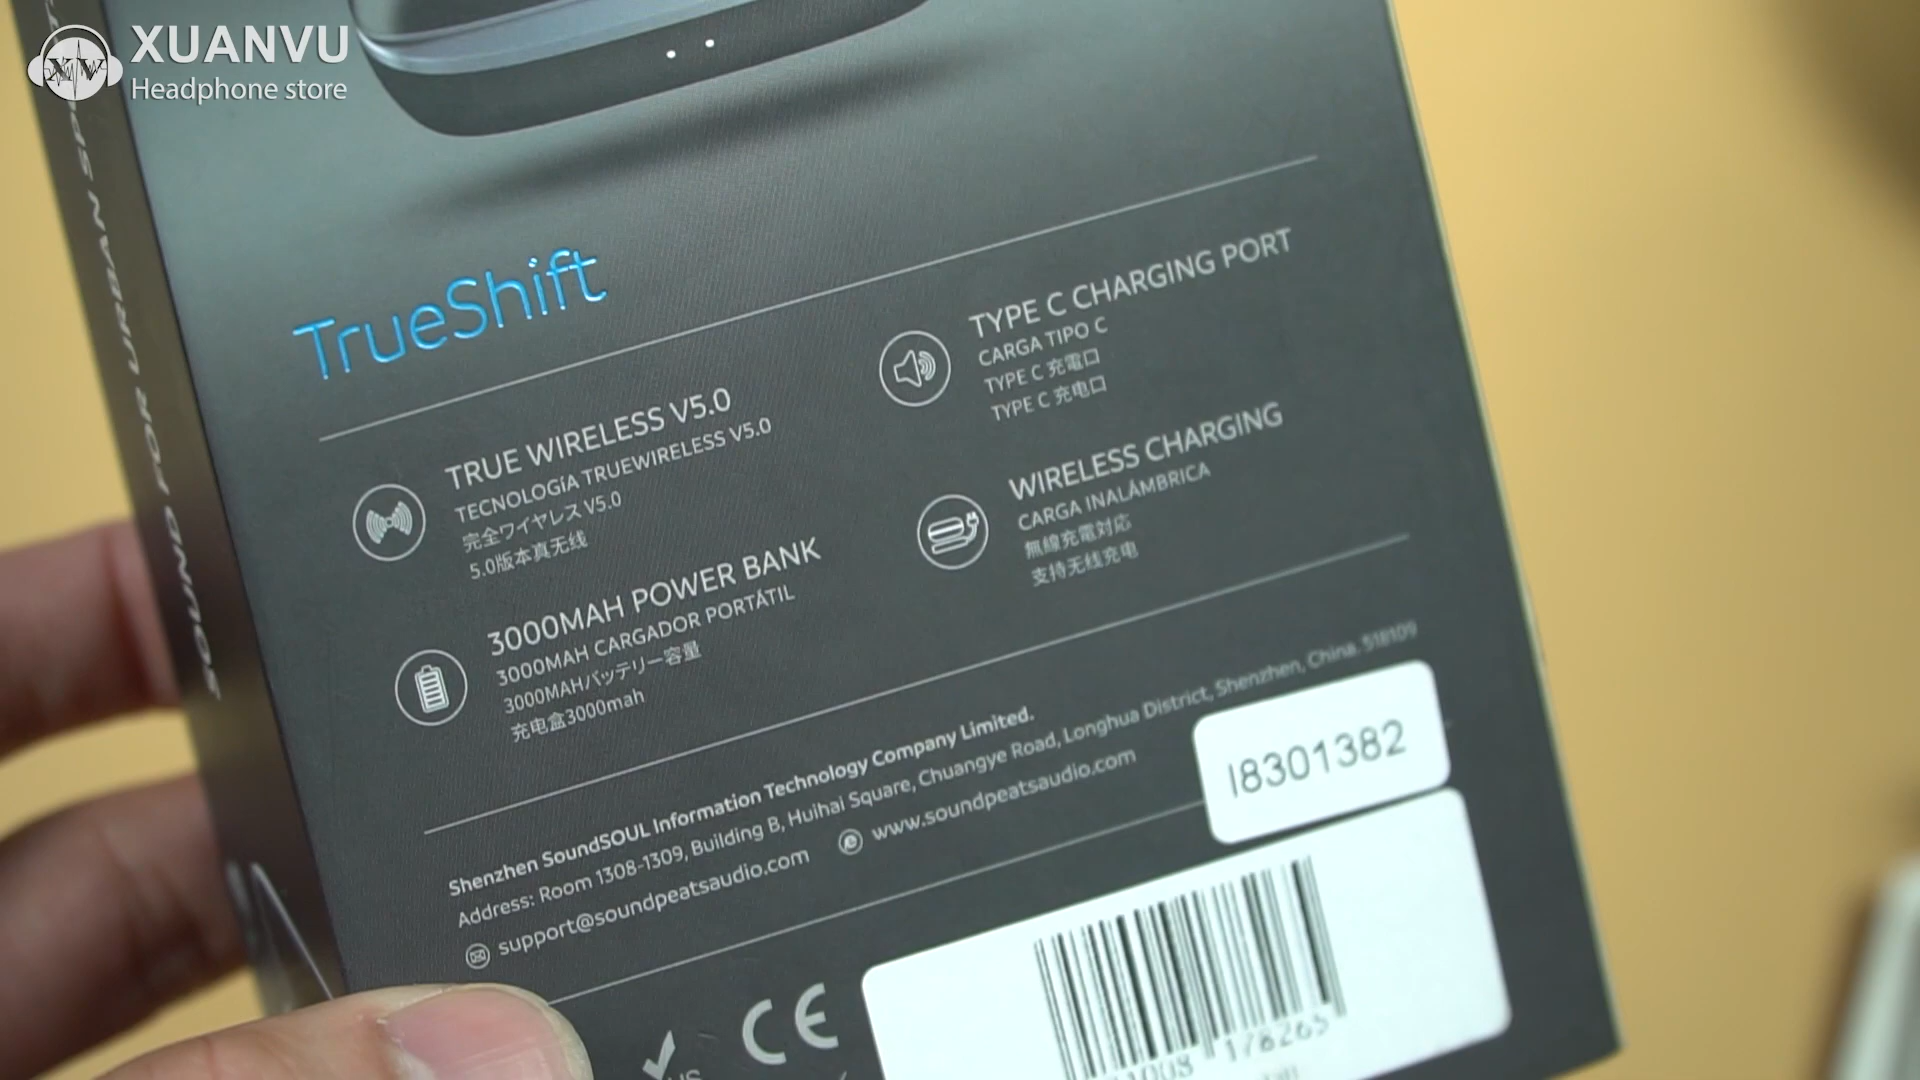 XUANVU
Headphone store
SOUND FOR URBAN
TrueShift
TRUE WIRELESS V5.0
TECNOLOGÍA TRUEWIRELESS V5.0
完全ワイヤレス V5.0
5.0版本真无线
TYPE C CHARGING PORT
CARGA TIPO C
TYPE C 充電口
TYPE C 充电口
3000MAH POWER BANK
3000MAH CARGADOR PORTÁTIL
3000MAHバッテリー容量
充电盒3000mah
WIRELESS CHARGING
CARGA INALÁMBRICA
無線充電対応
支持无线充电
Shenzhen SoundSOUL Information Technology Company Limited.
Address: Room 1308-1309, Building B, Huihai Square, Chuangye Road, Longhua District, Shenzhen, China. 518109
support@soundpeatsaudio.com
www.soundpeatsaudio.com
I8301382
CE
178265